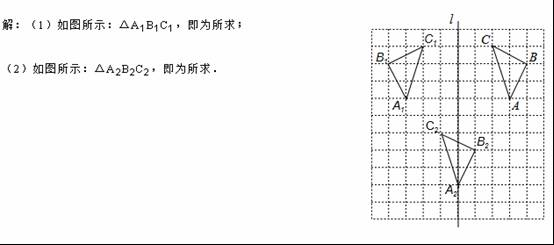 解：（1）如图所示：△A₁B₁C₁，即为所求；
（2）如图所示：△A₂B₂C₂，即为所求．
l
C₁
C
B₁
B
A₁
A
C₂
B₂
A₂